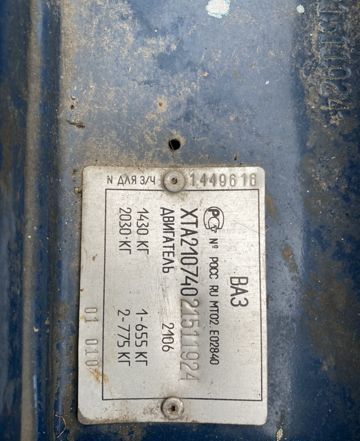 ВАЗ
№ РОСС RU МТ02 Е02840
ХТА21074021511924
ДВИГАТЕЛЬ 2106
1430 КГ 1-655 КГ
2030-КГ 2-775 КГ
01 010
N ДЛЯ З/Ч 1449616